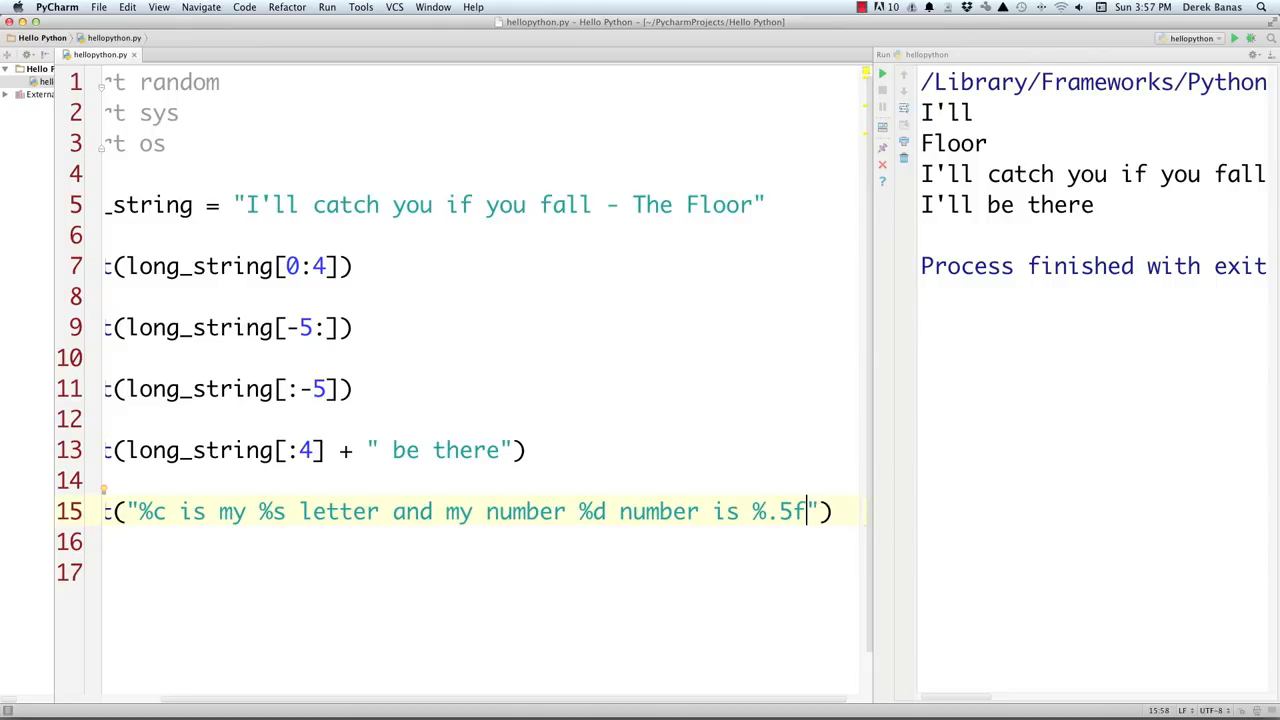 PyCharm File Edit View Navigate Code Refactor Run Tools VCS Window Help 10 Sun 3:57 PM Derek Banas
hellopython.py - Hello Python - [~/PycharmProjects/Hello Python]
Hello Python hellopython.py hellopython
hellopython.py Run hellopython
Hello F
hell
Externa
1 rt random
2 rt sys
3 rt os
4
5 _string = "I'll catch you if you fall - The Floor"
6
7 t(long_string[0:4])
8
9 t(long_string[-5:])
10
11 t(long_string[:-5])
12
13 t(long_string[:4] + " be there")
14
15 t("%c is my %s letter and my number %d number is %.5f")
16
17
/Library/Frameworks/Python
I'll
Floor
I'll catch you if you fall
I'll be there
Process finished with exit
15:58 LF UTF-8